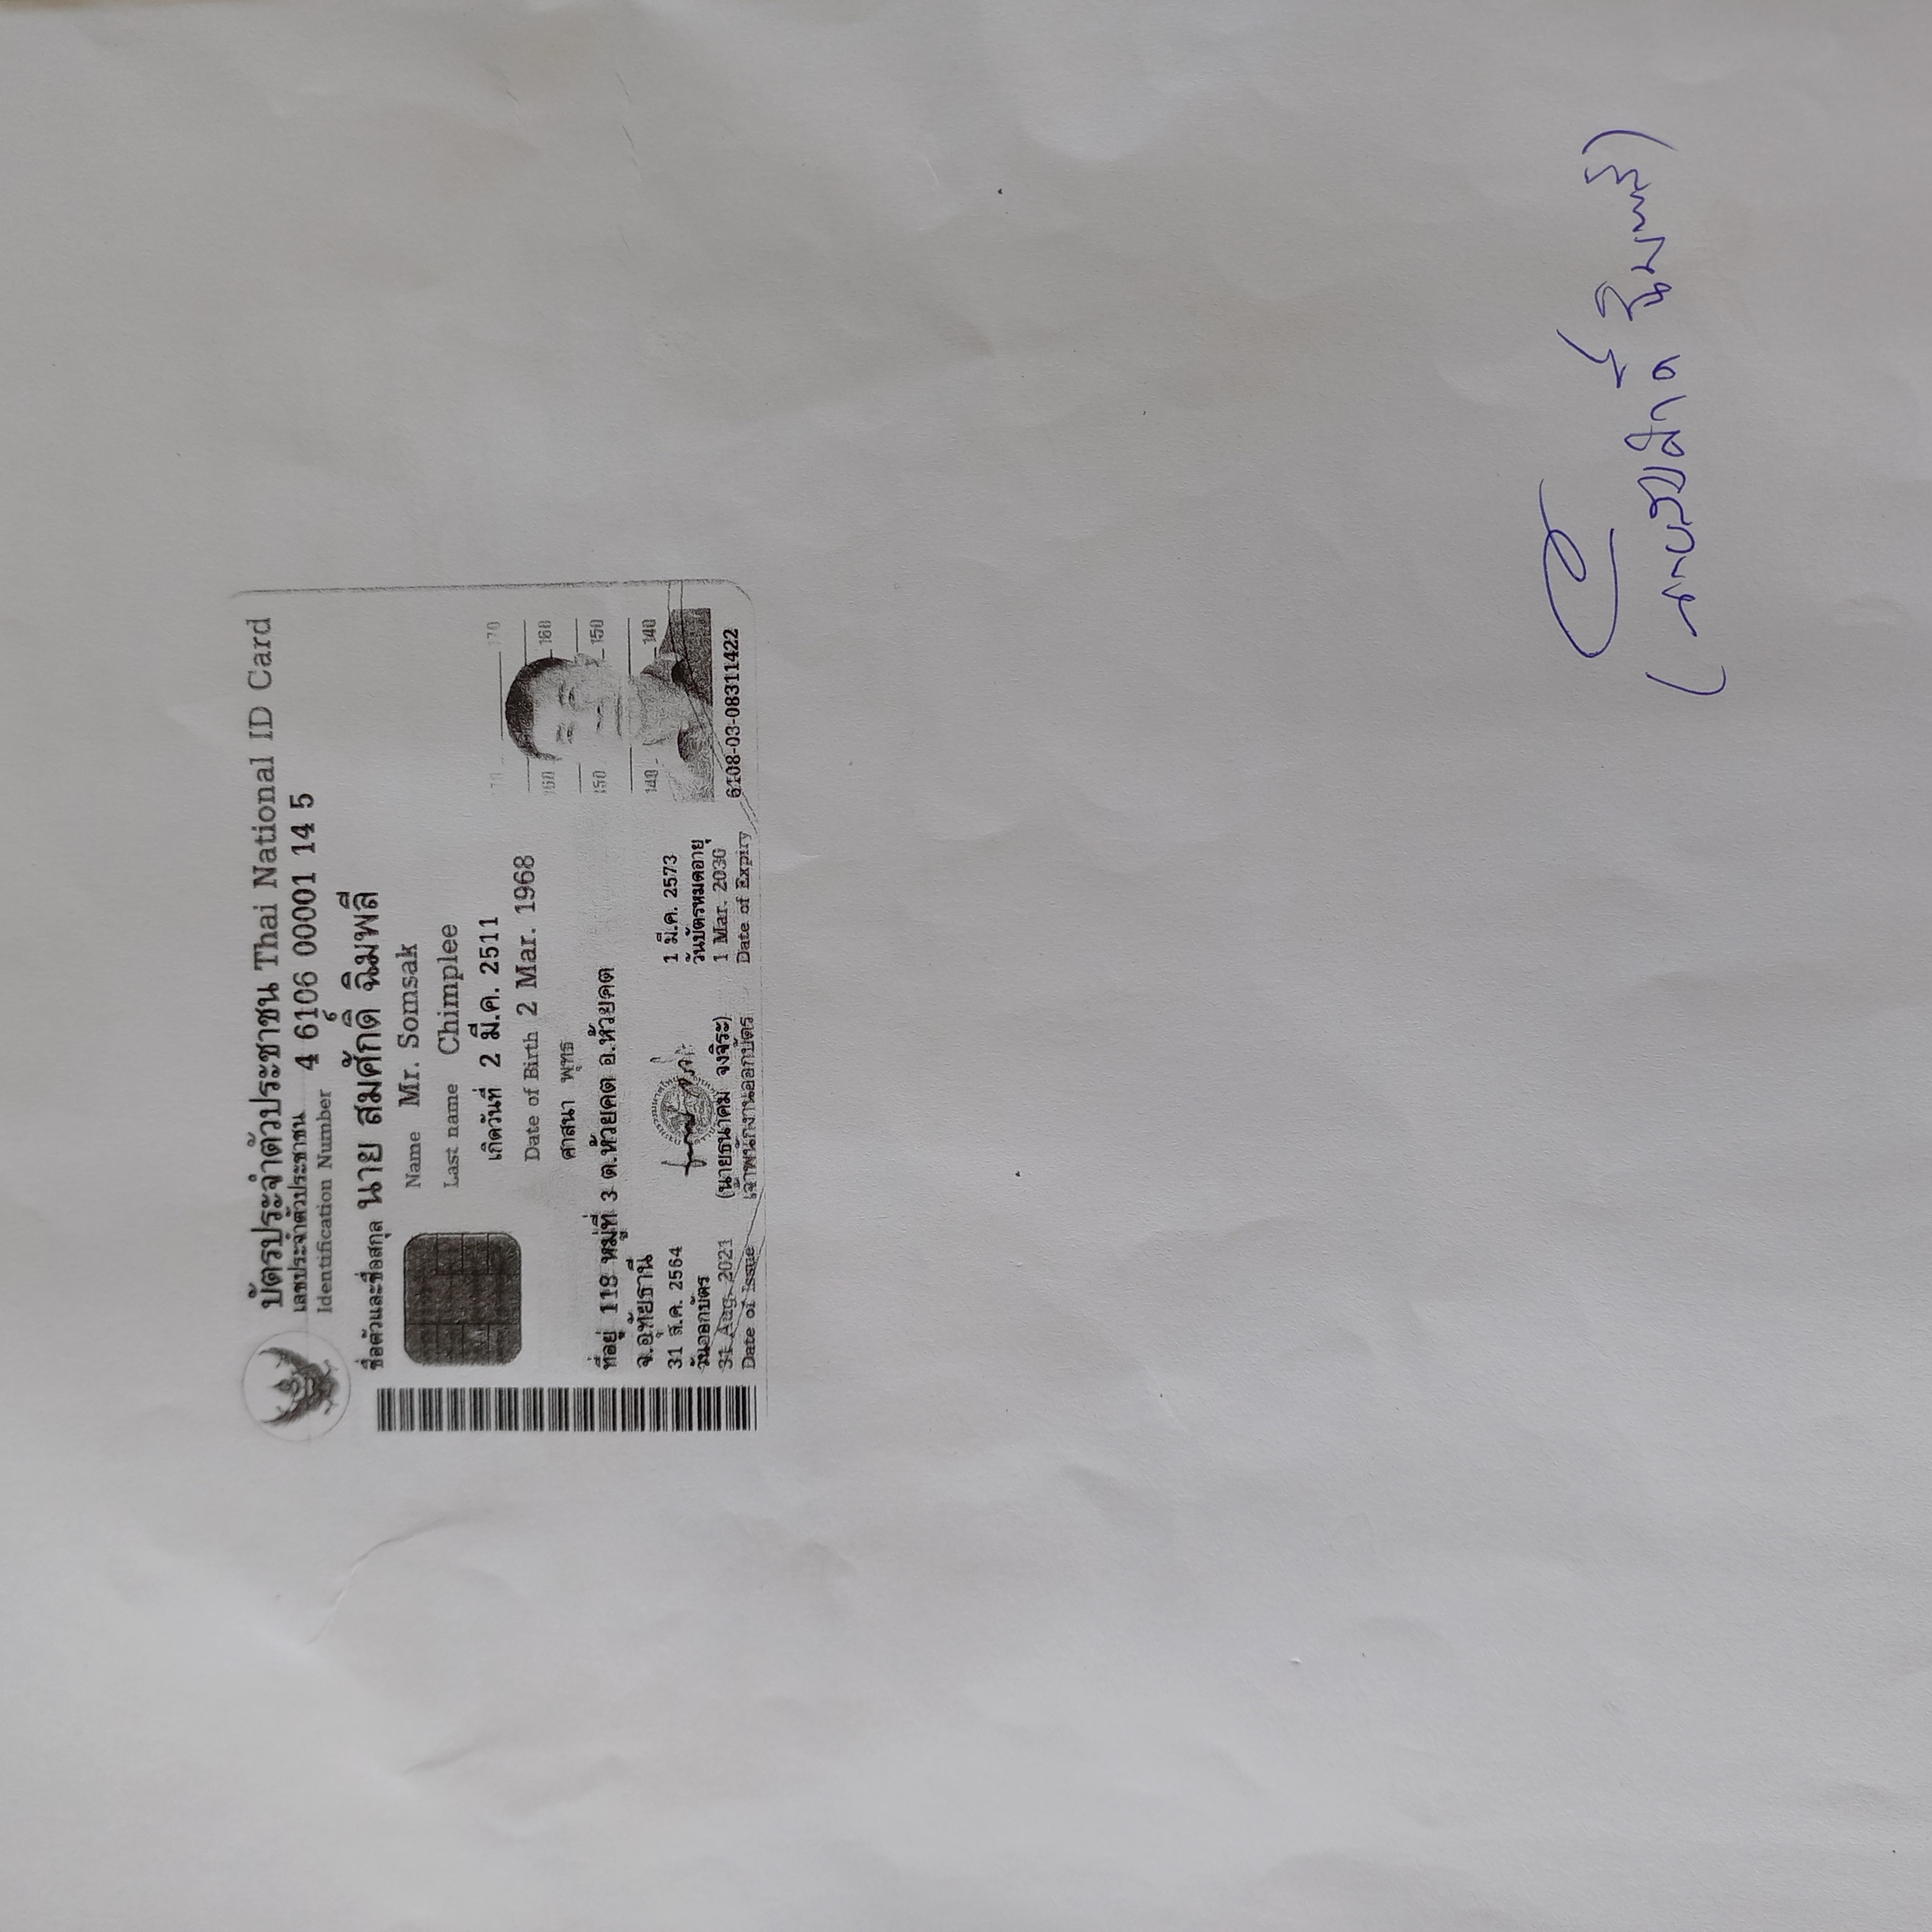 บัตรประจำตัวประชาชน Thai National ID Card
เลขประจำตัวประชาชน
Identification Number 4 6106 00001 14 5
ชื่อตัวและชื่อสกุล นาย สมศักดิ์ ฉิมพลี
Name Mr. Somsak
Last name Chimplee
เกิดวันที่ 2 มี.ค. 2511
Date of Birth 2 Mar. 1968
ศาสนา พุทธ
ที่อยู่ 118 หมู่ที่ 3 ต.ห้วยคต อ.ห้วยคต
จ.อุทัยธานี
31 ส.ค. 2564
วันออกบัตร
31 Aug. 2021
Date of Issue
(นายธนาคม จงจิระ)
เจ้าพนักงานออกบัตร
1 มี.ค. 2573
วันบัตรหมดอายุ
1 Mar. 2030
Date of Expiry
170
160 160
150 150
140 140
6108-03-08311422
(นายสมศักดิ์ ฉิมพลี)